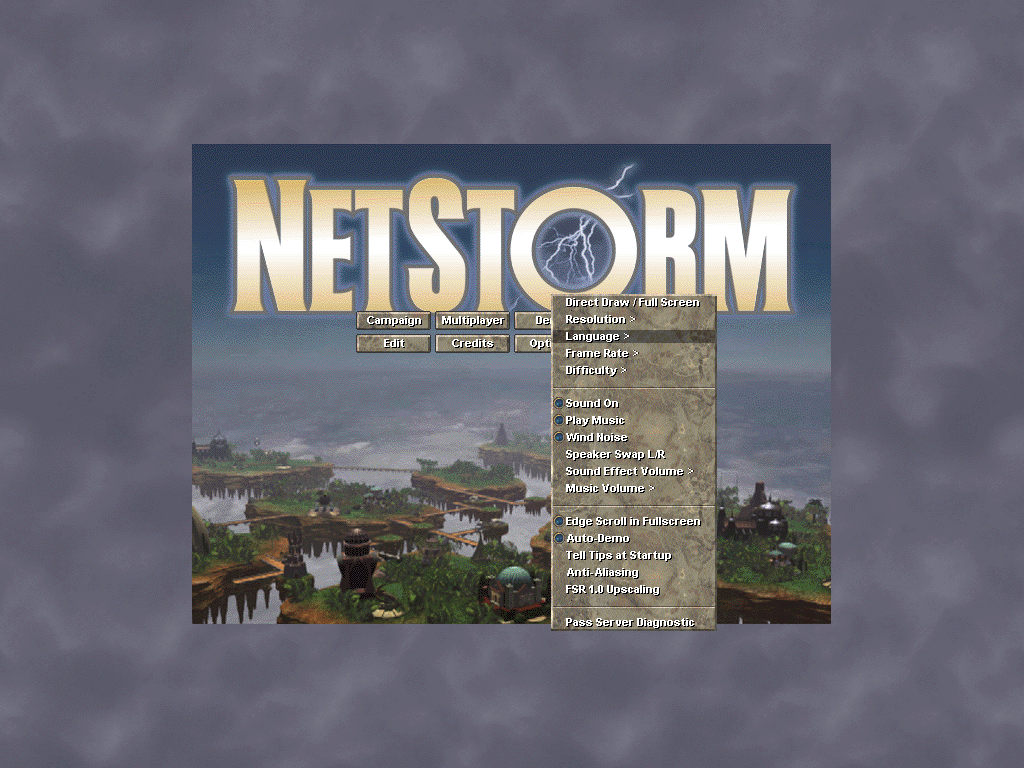 NETSTORM
Campaign
Multiplayer
Edit
Credits
Direct Draw / Full Screen
Resolution >
Language >
Frame Rate >
Difficulty >
Sound On
Play Music
Wind Noise
Speaker Swap L/R
Sound Effect Volume >
Music Volume >
Edge Scroll in Fullscreen
Auto-Demo
Tell Tips at Startup
Anti-Aliasing
FSR 1.0 Upscaling
Pass Server Diagnostic